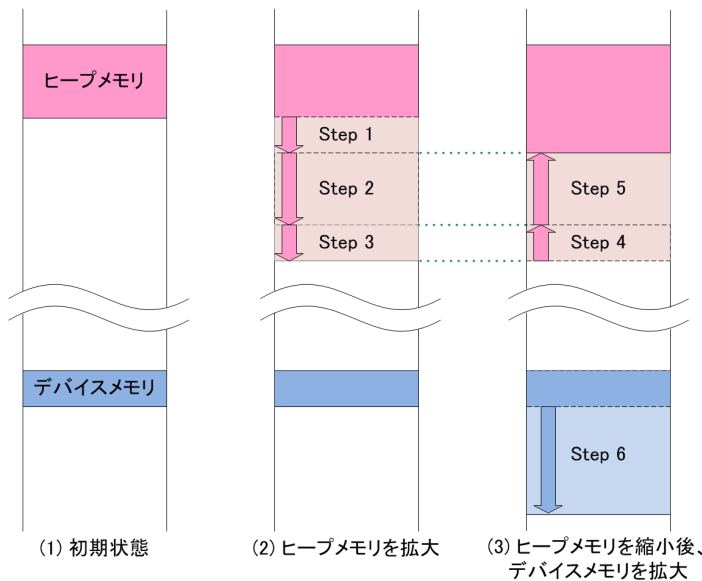 ヒープメモリ
Step 1
Step 2
Step 3
Step 5
Step 4
デバイスメモリ
Step 6
(1) 初期状態
(2) ヒープメモリを拡大
(3) ヒープメモリを縮小後、
デバイスメモリを拡大